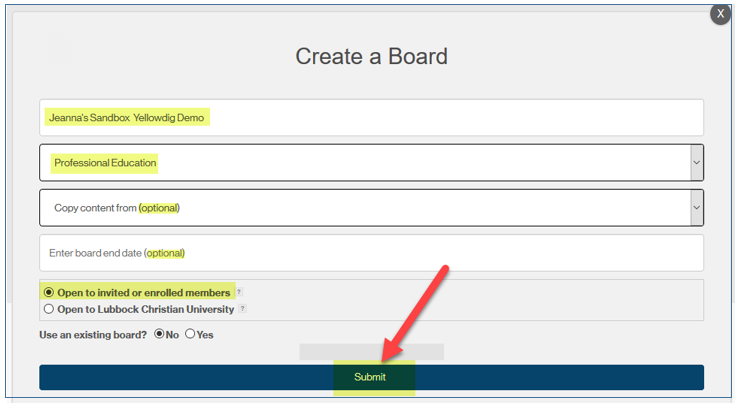 X
Create a Board
Jeanna's Sandbox Yellowdig Demo
Professional Education
Copy content from (optional)
Enter board end date (optional)
Open to invited or enrolled members ?
Open to Lubbock Christian University ?
Use an existing board? No Yes
Submit